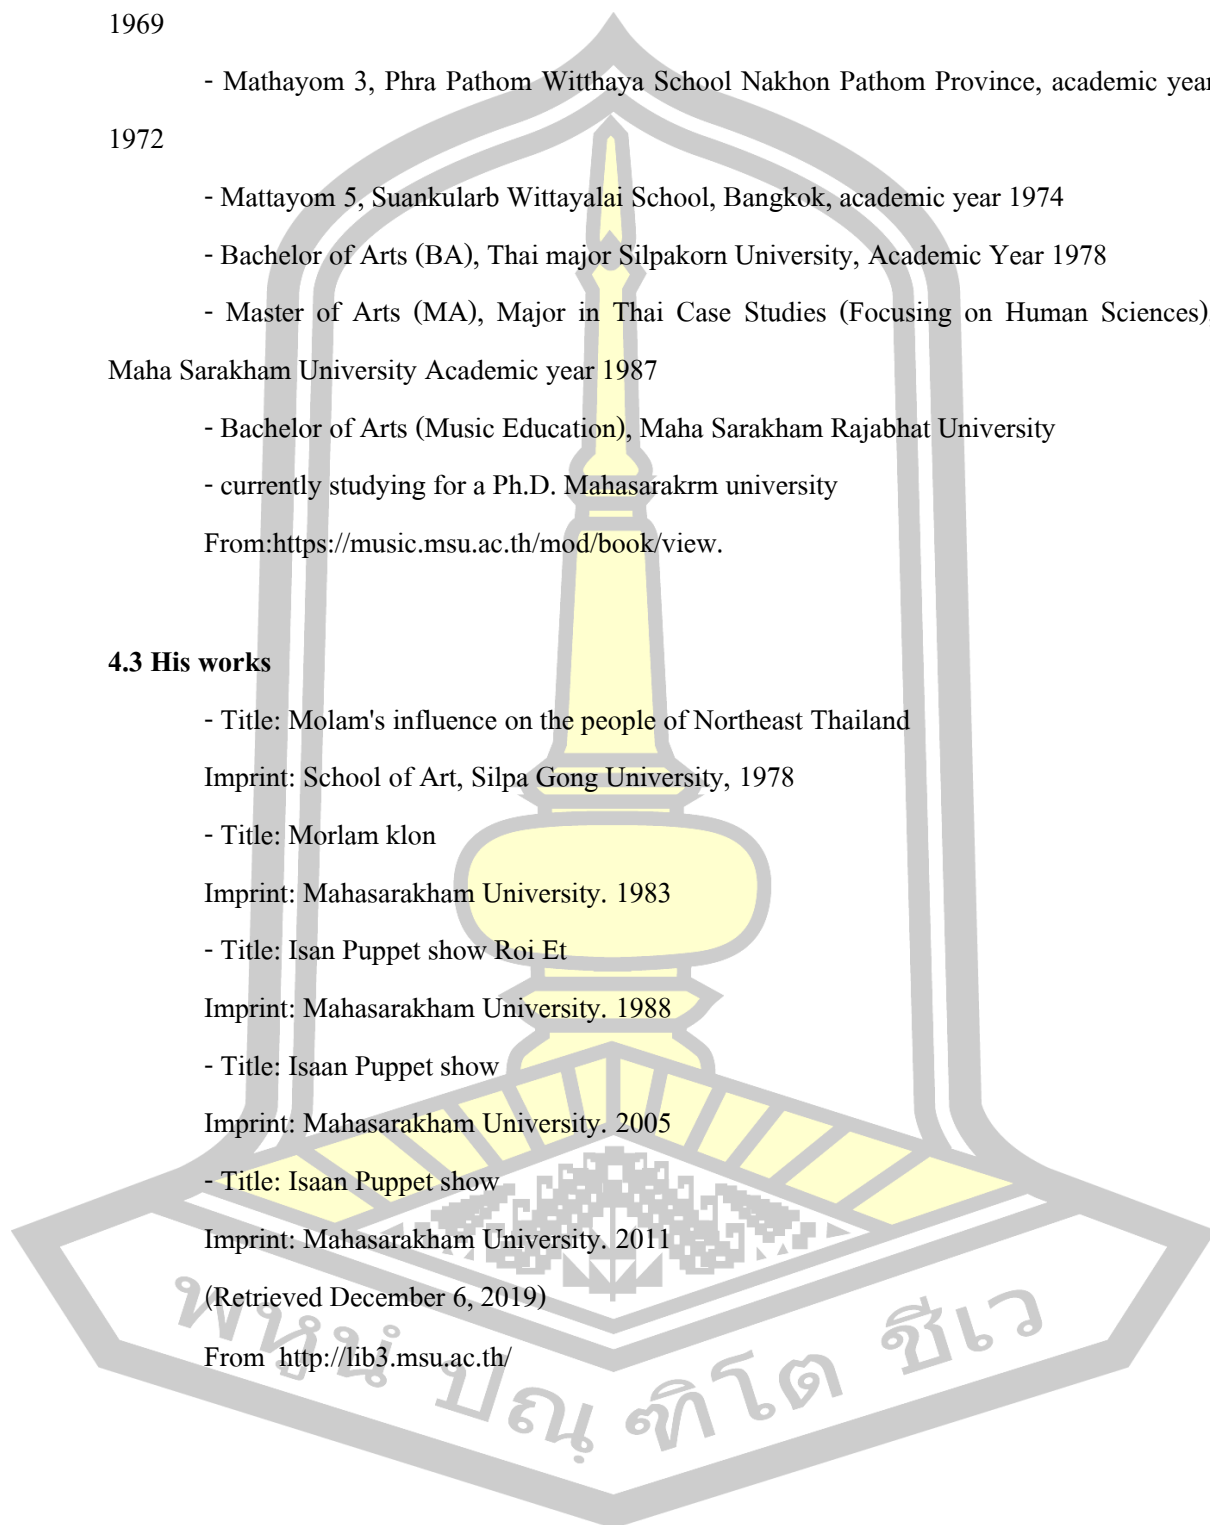 1969
- Mathayom 3, Phra Pathom Witthaya School Nakhon Pathom Province, academic year
1972
- Mattayom 5, Suankularb Wittayalai School, Bangkok, academic year 1974
- Bachelor of Arts (BA), Thai major Silpakorn University, Academic Year 1978
- Master of Arts (MA), Major in Thai Case Studies (Focusing on Human Sciences),
Maha Sarakham University Academic year 1987
- Bachelor of Arts (Music Education), Maha Sarakham Rajabhat University
- currently studying for a Ph.D. Mahasarakrm university
From:https://music.msu.ac.th/mod/book/view.
4.3 His works
- Title: Molam's influence on the people of Northeast Thailand
Imprint: School of Art, Silpa Gong University, 1978
- Title: Morlam klon
Imprint: Mahasarakham University. 1983
- Title: Isan Puppet show Roi Et
Imprint: Mahasarakham University. 1988
- Title: Isaan Puppet show
Imprint: Mahasarakham University. 2005
- Title: Isaan Puppet show
Imprint: Mahasarakham University. 2011
(Retrieved December 6, 2019)
From http://lib3.msu.ac.th/
พหูนํ ปณฺฑิโต ชีเว